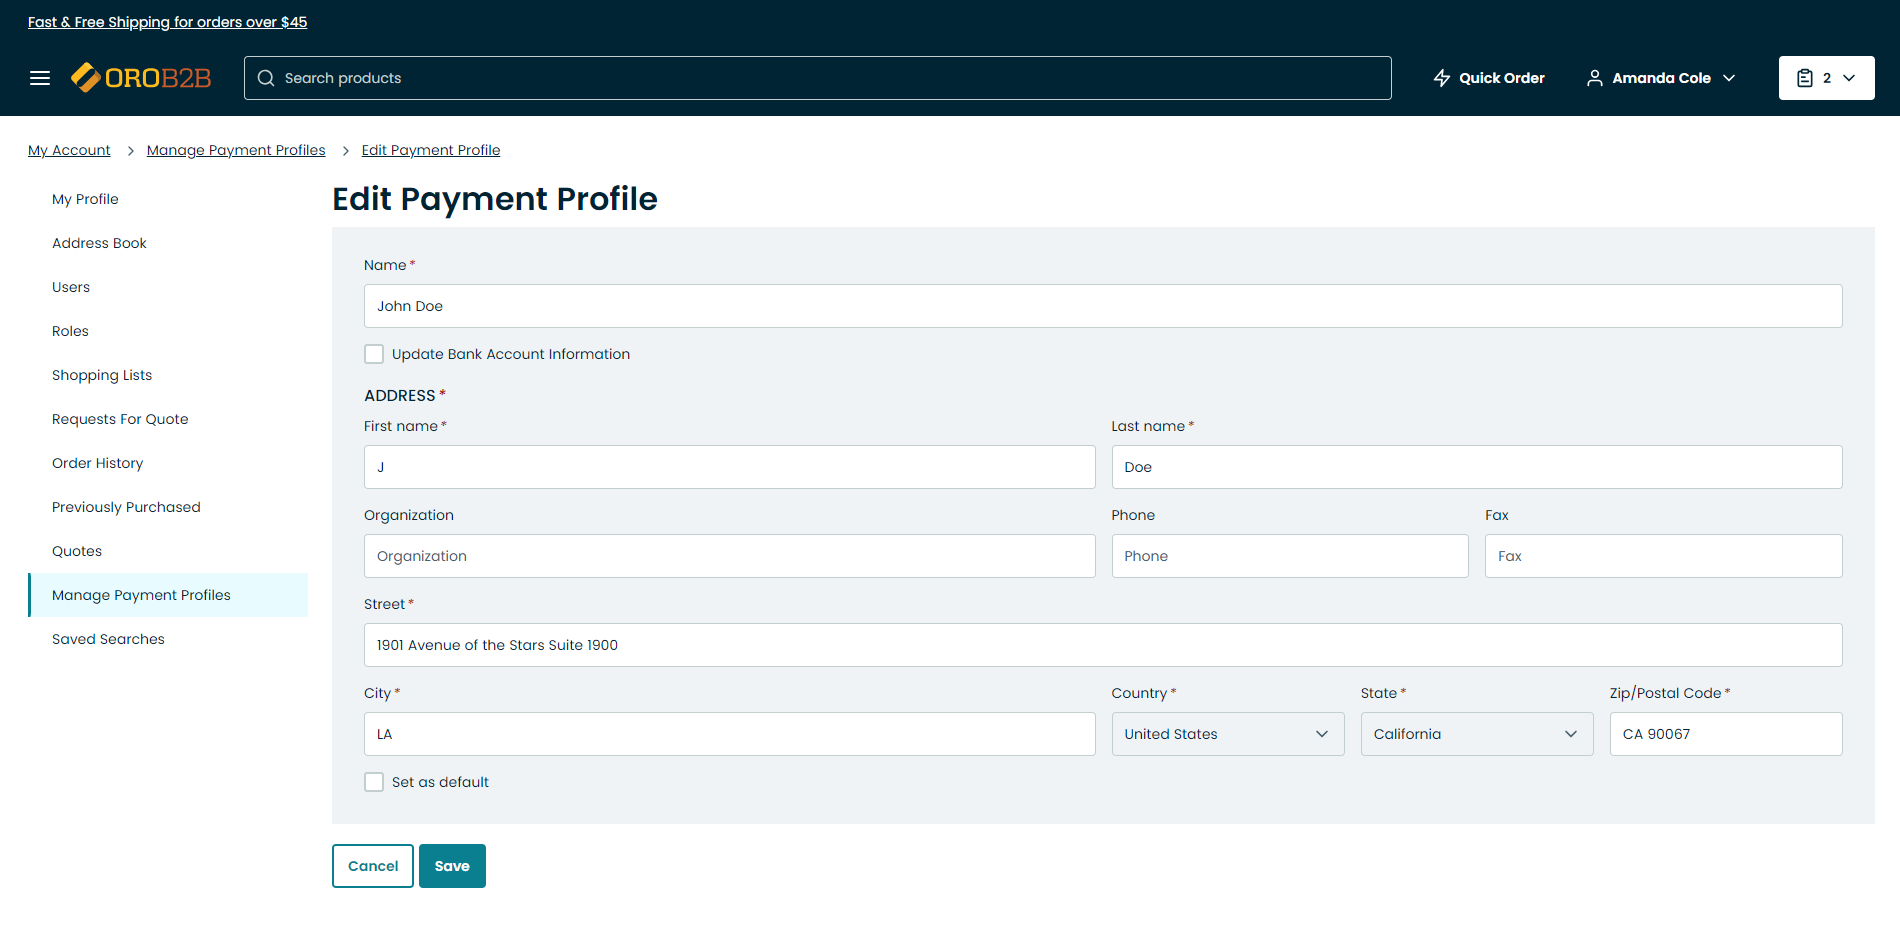 Fast & Free Shipping for orders over $45
OROB2B
Search products
Quick Order
Amanda Cole
2
My Account > Manage Payment Profiles > Edit Payment Profile
My Profile
Address Book
Users
Roles
Shopping Lists
Requests For Quote
Order History
Previously Purchased
Quotes
Manage Payment Profiles
Saved Searches
Edit Payment Profile
Name *
John Doe
Update Bank Account Information
ADDRESS *
First name * Last name *
J Doe
Organization Phone Fax
Organization Phone Fax
Street *
1901 Avenue of the Stars Suite 1900
City * Country * State * Zip/Postal Code *
LA United States California CA 90067
Set as default
Cancel Save